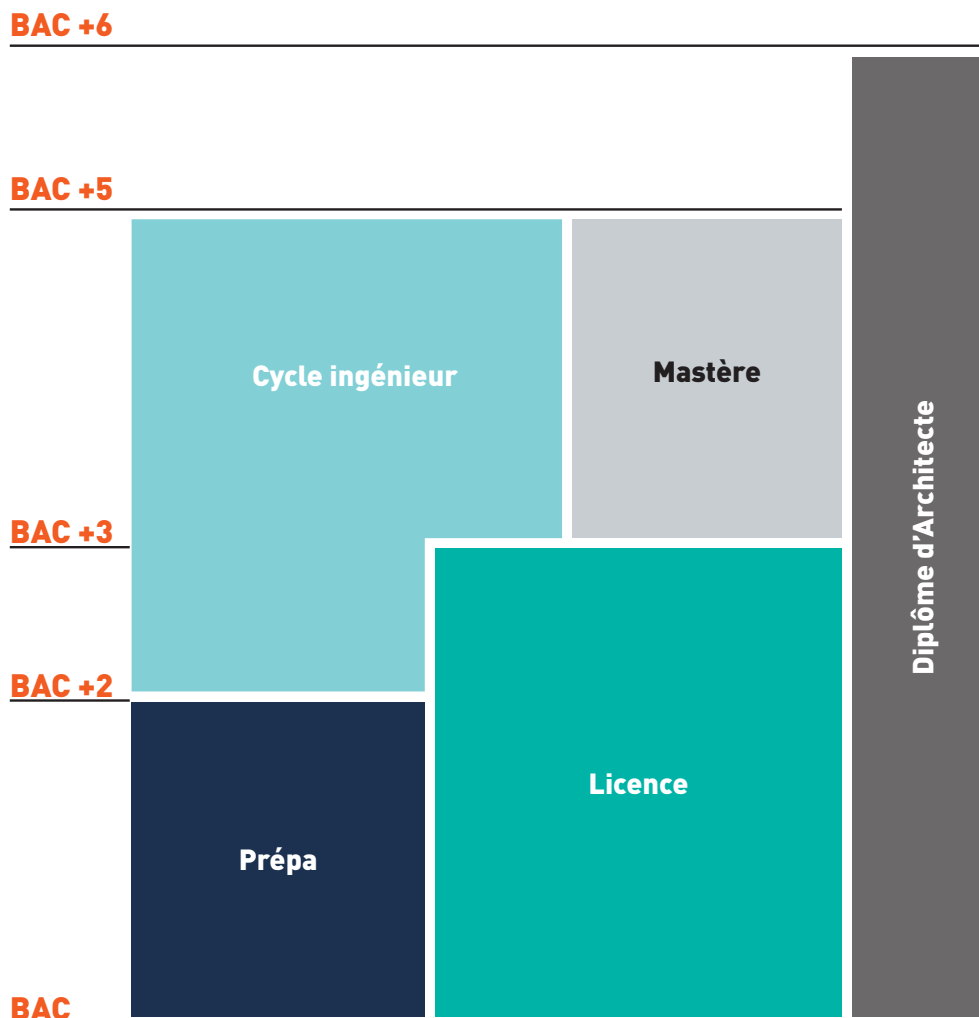 BAC +6
BAC +5
Cycle ingénieur
Mastère
Diplôme d'Architecte
BAC +3
BAC +2
Licence
Prépa
BAC